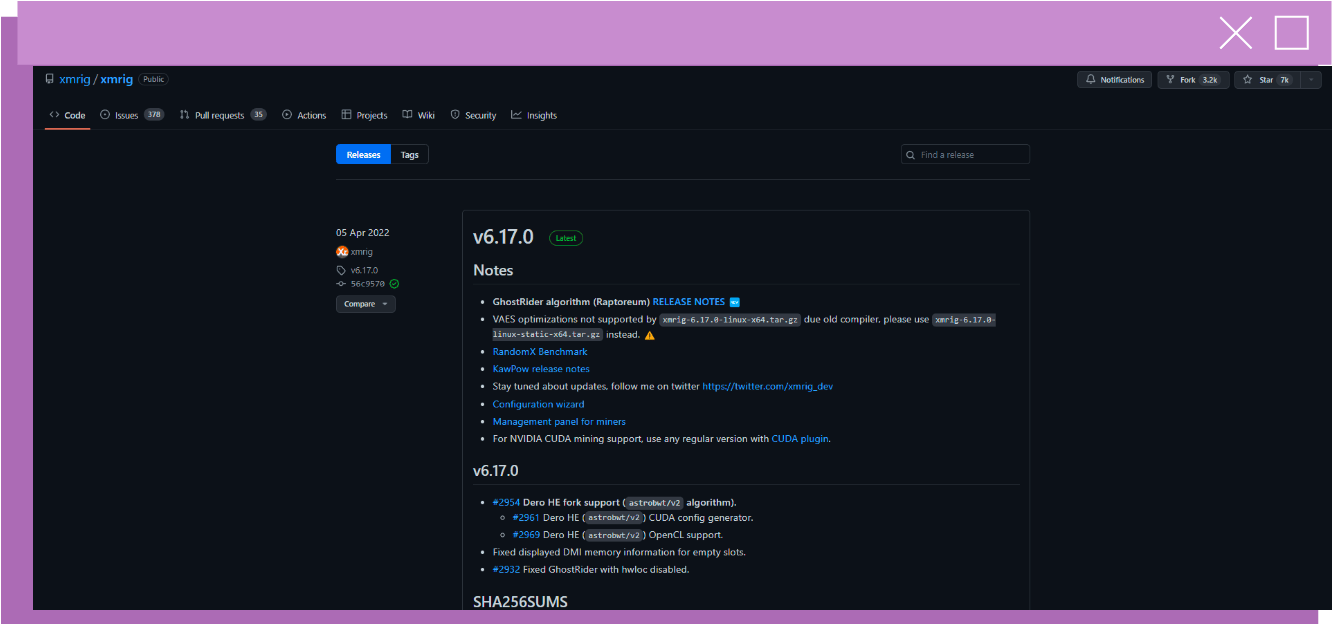 xmrig / xmrig Public
Notifications Fork 3.2k Star 7k
Code Issues 378 Pull requests 35 Actions Projects Wiki Security Insights
Releases Tags
Find a release
05 Apr 2022
xmrig
v6.17.0
56c9570
Compare
v6.17.0 Latest
Notes
GhostRider algorithm (Raptoreum) RELEASE NOTES
VAES optimizations not supported by xmrig-6.17.0-linux-x64.tar.gz due old compiler, please use xmrig-6.17.0-
linux-static-x64.tar.gz instead. ⚠
RandomX Benchmark
KawPow release notes
Stay tuned about updates, follow me on twitter https://twitter.com/xmrig_dev
Configuration wizard
Management panel for miners
For NVIDIA CUDA mining support, use any regular version with CUDA plugin.
v6.17.0
#2954 Dero HE fork support (astrobwt/v2 algorithm).
#2961 Dero HE (astrobwt/v2) CUDA config generator.
#2969 Dero HE (astrobwt/v2) OpenCL support.
Fixed displayed DMI memory information for empty slots.
#2932 Fixed GhostRider with hwloc disabled.
SHA256SUMS